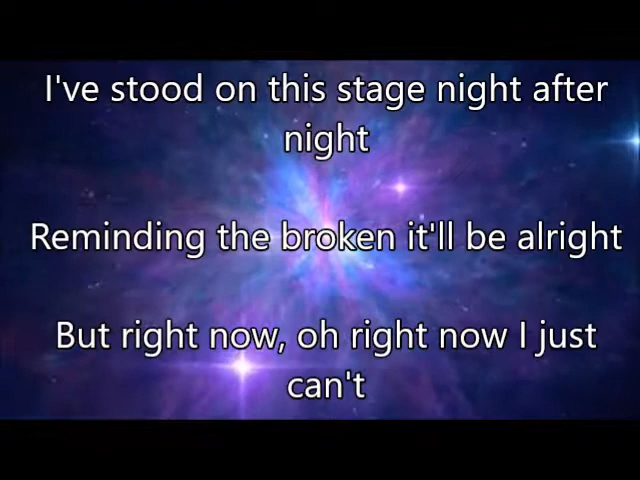 I've stood on this stage night after
night
Reminding the broken it'll be alright
But right now, oh right now I just
can't